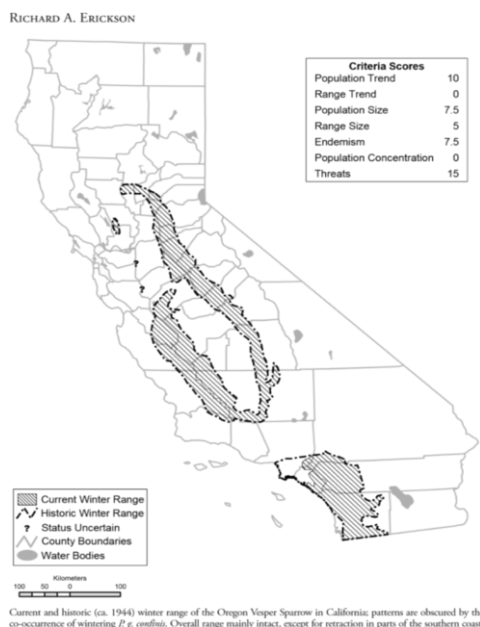 RICHARD A. ERICKSON
Criteria Scores
Population Trend 10
Range Trend 0
Population Size 7.5
Range Size 5
Endemism 7.5
Population Concentration 0
Threats 15
?
?
Current Winter Range
Historic Winter Range
? Status Uncertain
County Boundaries
Water Bodies
Kilometers
100 50 0 100
Current and historic (ca. 1944) winter range of the Oregon Vesper Sparrow in California; patterns are obscured by the
co-occurrence of wintering P. g. confinis. Overall range mainly intact, except for retraction in parts of the southern coast